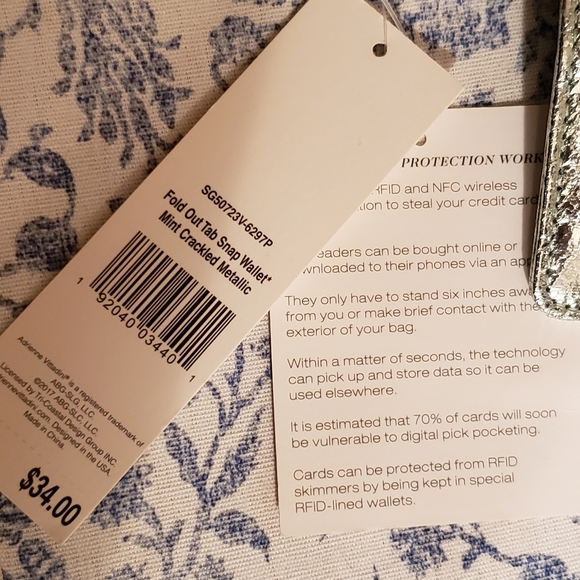 SG50723V-6297P
Fold Out Tab Snap Wallet*
Mint Crackled Metallic
1 92040 03440 1
Adrienne Vittadini® is a registered trademark of
ABG-SLG, LLC.
©2017 ABG-SLG, LLC.
Licensed by Tri-Coastal Design Group INC.
Designed in the USA.
Made in China.
$34.00
PROTECTION WORK
RFID and NFC wireless
to steal your credit card
can be bought online or
to their phones via an
They only have to stand six inches
from you or make brief contact with the
exterior of your bag.
Within a matter of seconds, the technology
can pick up and store data so it can be
used elsewhere.
It is estimated that 70% of cards will soon
be vulnerable to digital pick pocketing.
Cards can be protected from RFID
skimmers by being kept in special
RFID-lined wallets.